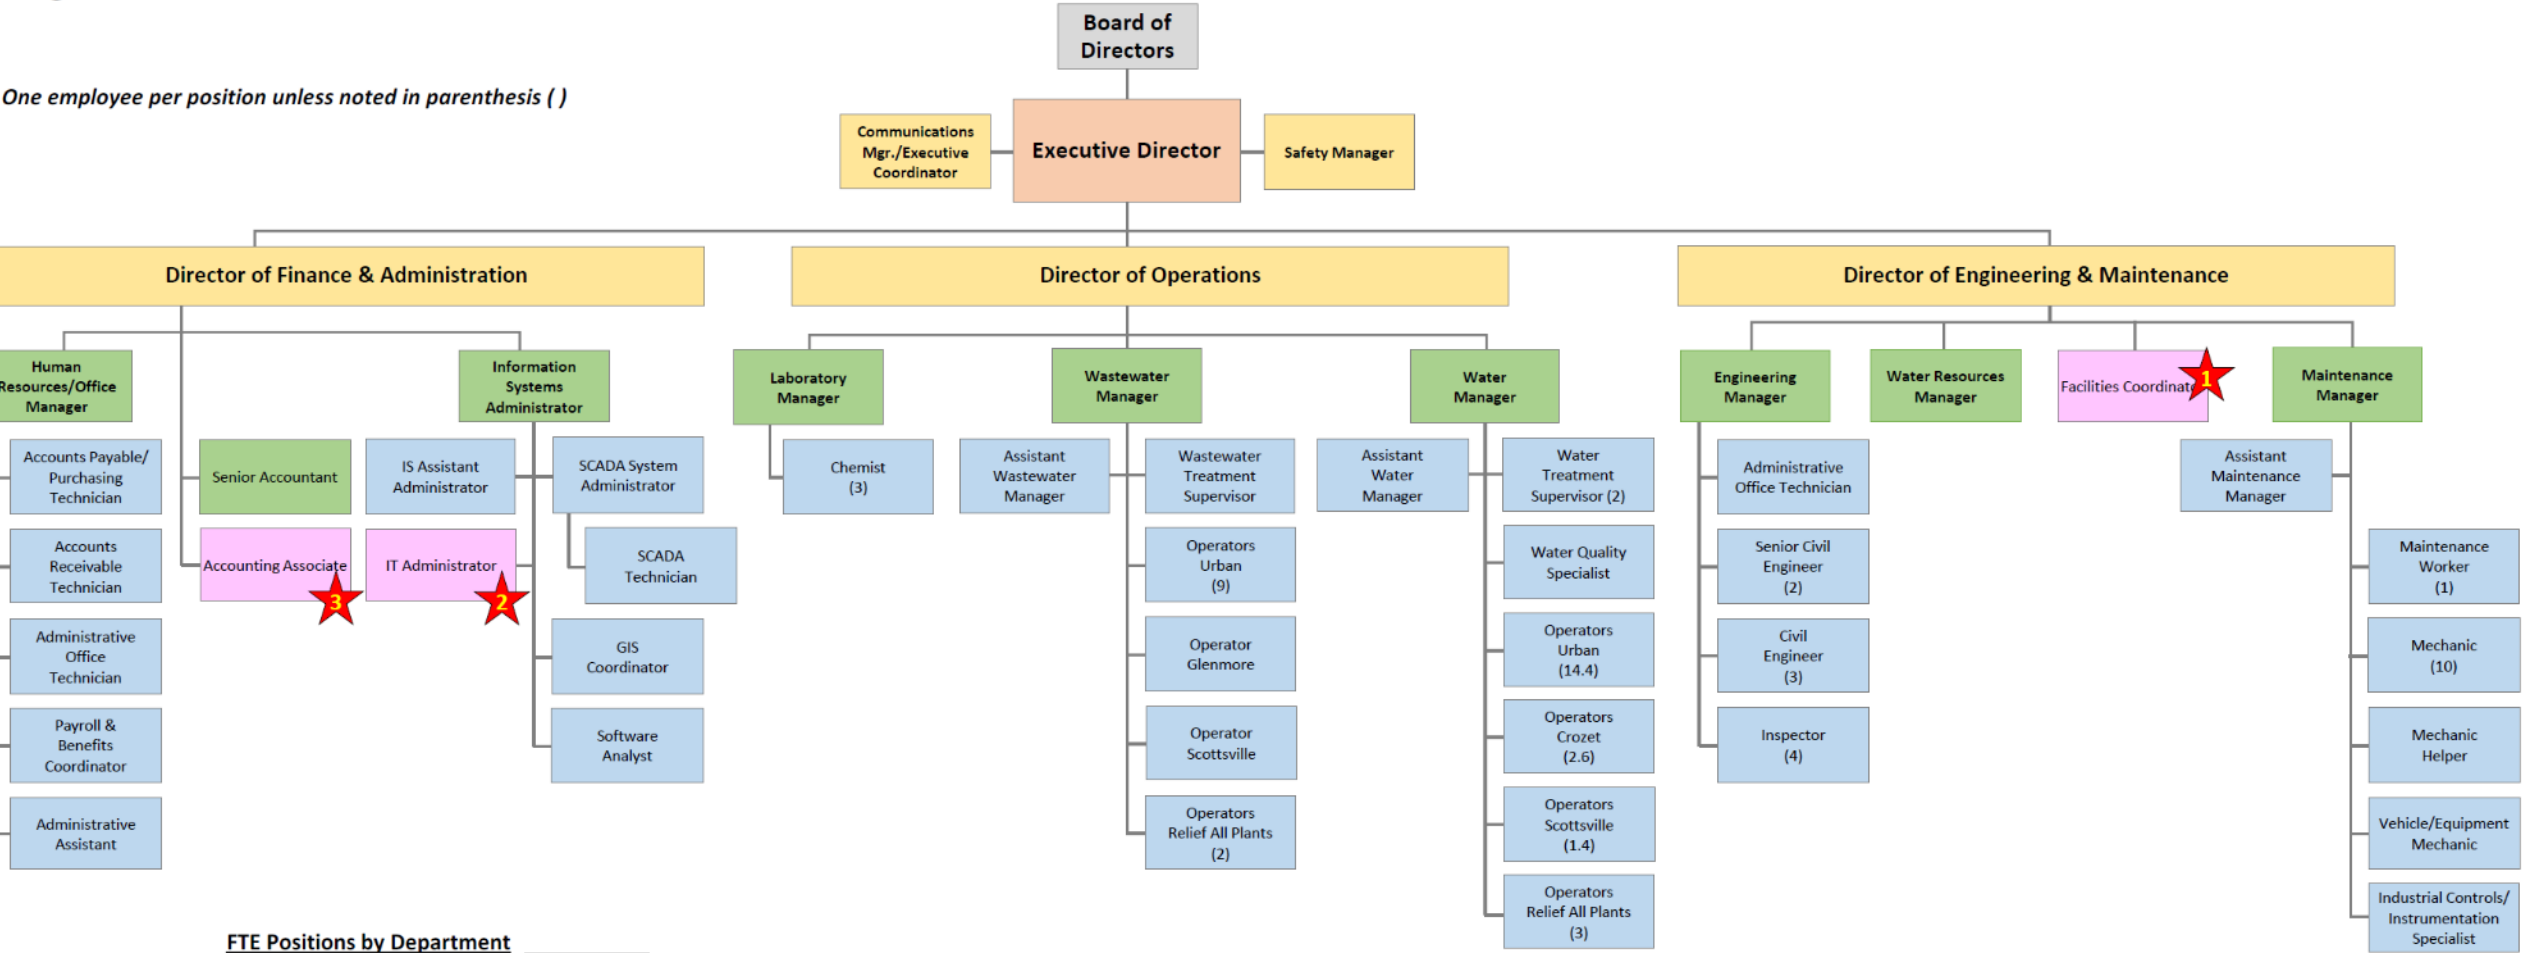 Board of
Directors
One employee per position unless noted in parenthesis ( )
Communications
Mgr./Executive
Coordinator
Executive Director
Safety Manager
Director of Finance & Administration
Director of Operations
Director of Engineering & Maintenance
Human
Resources/Office
Manager
Information
Systems
Administrator
Laboratory
Manager
Wastewater
Manager
Water
Manager
Engineering
Manager
Water Resources
Manager
Facilities Coordinato
1
Maintenance
Manager
Accounts Payable/
Purchasing
Technician
Senior Accountant
IS Assistant
Administrator
SCADA System
Administrator
Chemist
(3)
Assistant
Wastewater
Manager
Wastewater
Treatment
Supervisor
Assistant
Water
Manager
Water
Treatment
Supervisor (2)
Administrative
Office Technician
Assistant
Maintenance
Manager
Accounts
Receivable
Technician
Accounting Associate
3
IT Administrator
2
SCADA
Technician
Operators
Urban
(9)
Water Quality
Specialist
Senior Civil
Engineer
(2)
Maintenance
Worker
(1)
Administrative
Office
Technician
GIS
Coordinator
Operator
Glenmore
Operators
Urban
(14.4)
Civil
Engineer
(3)
Mechanic
(10)
Payroll &
Benefits
Coordinator
Software
Analyst
Operator
Scottsville
Operators
Crozet
(2.6)
Inspector
(4)
Mechanic
Helper
Administrative
Assistant
Operators
Relief All Plants
(2)
Operators
Scottsville
(1.4)
Vehicle/Equipment
Mechanic
Operators
Relief All Plants
(3)
Industrial Controls/
Instrumentation
Specialist
FTE Positions by Department